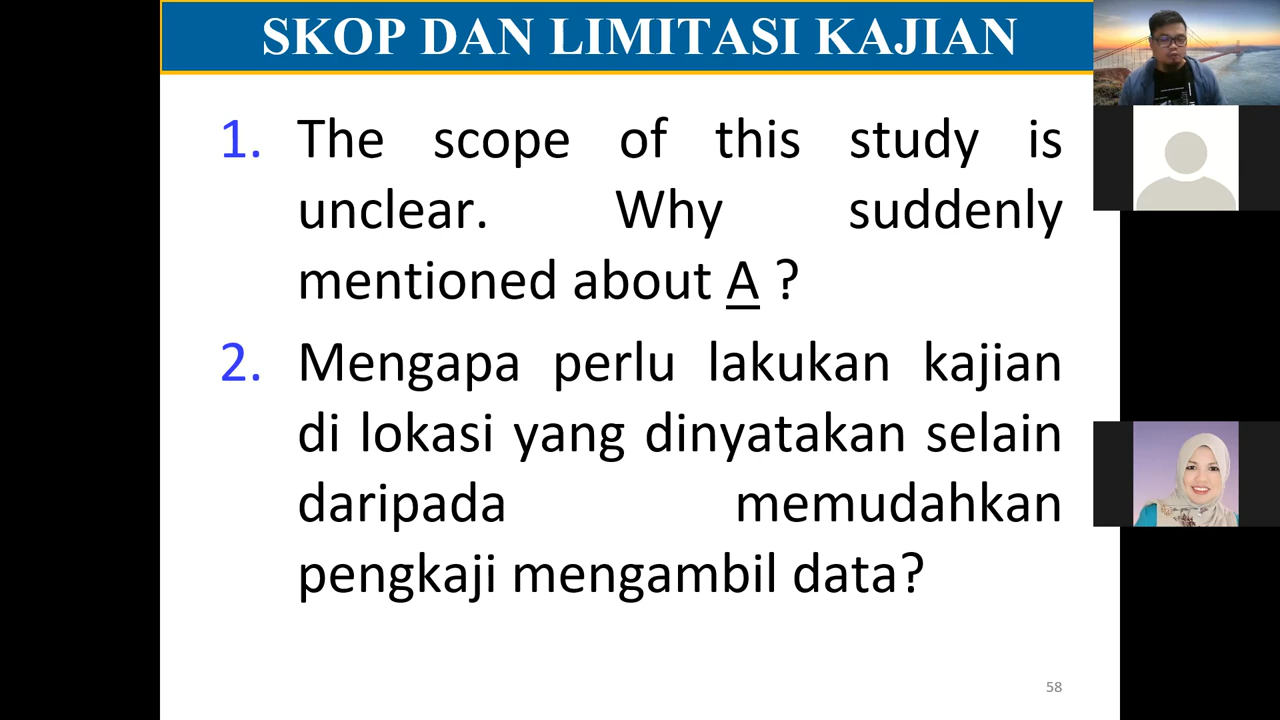 SKOP DAN LIMITASI KAJIAN
1. The scope of this study is
unclear. Why suddenly
mentioned about A ?
2. Mengapa perlu lakukan kajian
di lokasi yang dinyatakan selain
daripada memudahkan
pengkaji mengambil data?
58